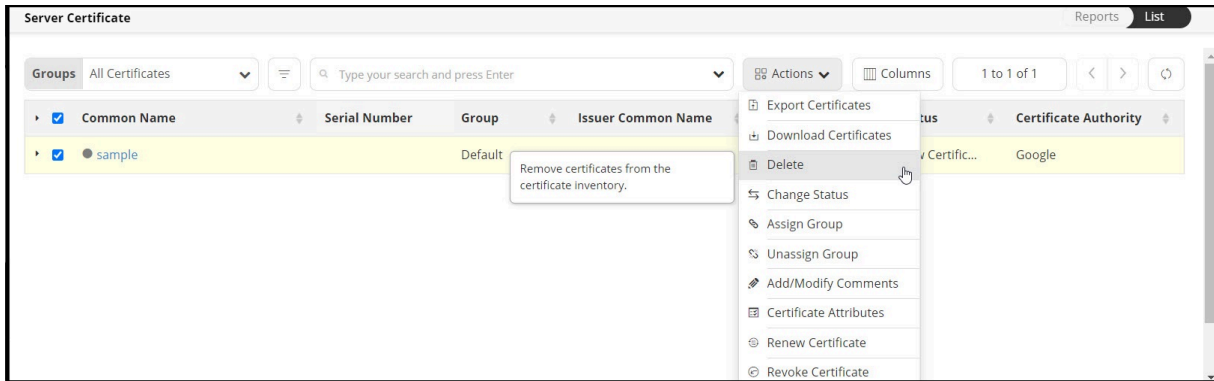 Server Certificate
Reports List
Groups All Certificates
Type your search and press Enter
Actions
Columns
1 to 1 of 1
Common Name Serial Number Group Issuer Common Name tus Certificate Authority
sample Default Certific... Google
Remove certificates from the
certificate inventory.
Export Certificates
Download Certificates
Delete
Change Status
Assign Group
Unassign Group
Add/Modify Comments
Certificate Attributes
Renew Certificate
Revoke Certificate